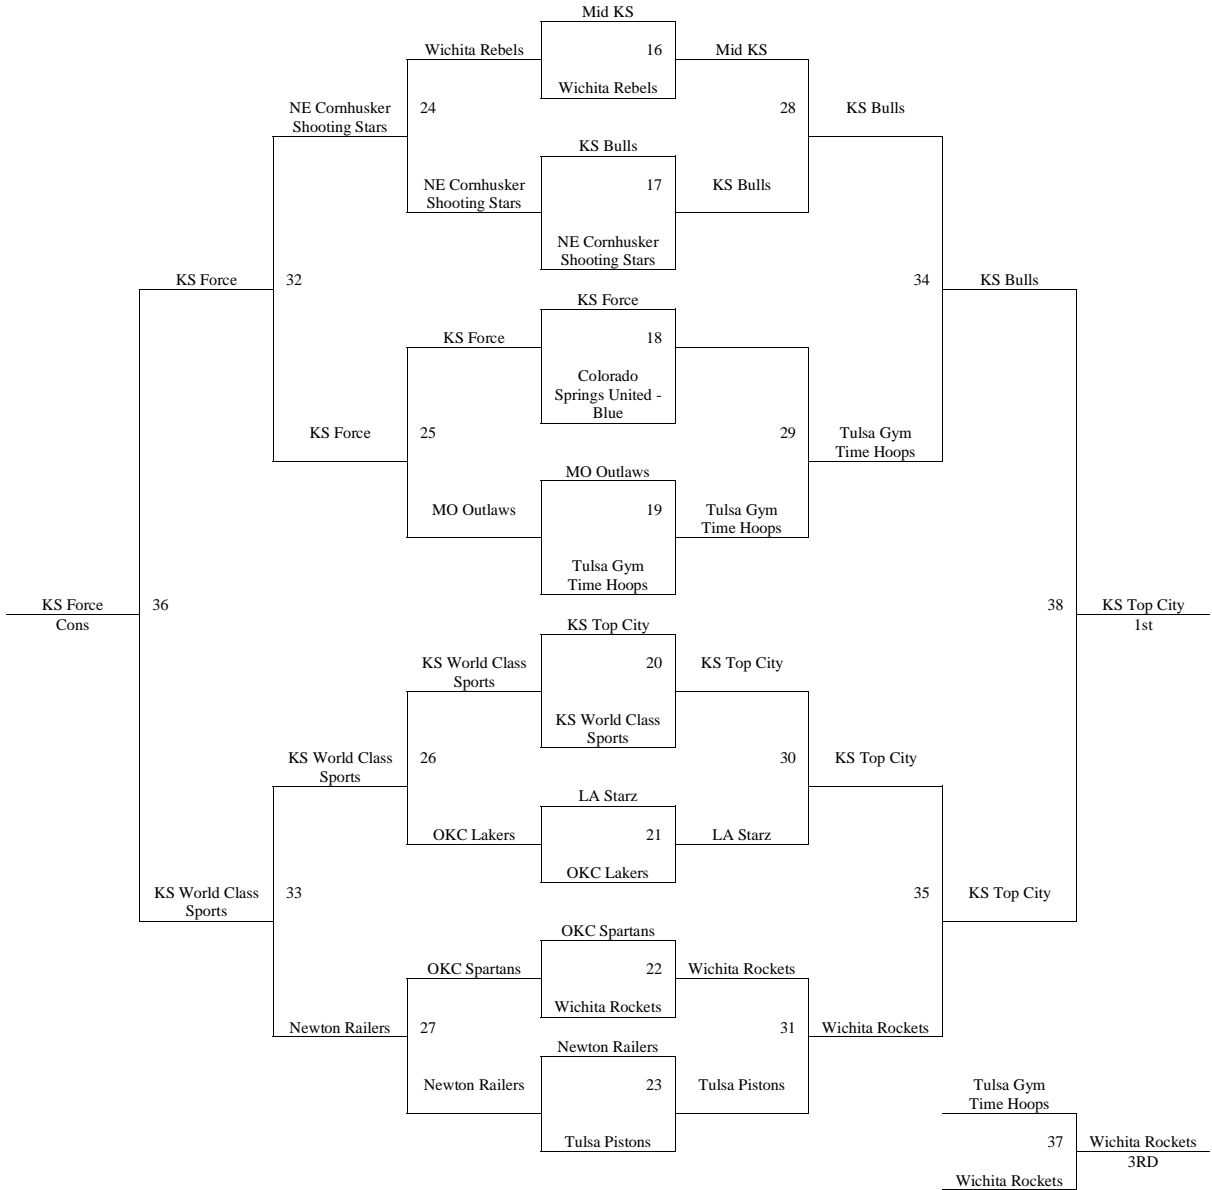 Mid KS
Wichita Rebels
16
Mid KS
Wichita Rebels
NE Cornhusker
Shooting Stars
24
28
KS Bulls
KS Bulls
NE Cornhusker
Shooting Stars
17
KS Bulls
NE Cornhusker
Shooting Stars
KS Force
32
34
KS Bulls
KS Force
KS Force
18
Colorado
Springs United -
Blue
KS Force
25
29
Tulsa Gym
Time Hoops
MO Outlaws
MO Outlaws
19
Tulsa Gym
Time Hoops
Tulsa Gym
Time Hoops
KS Force
Cons
36
38
KS Top City
1st
KS Top City
KS World Class
Sports
20
KS Top City
KS World Class
Sports
KS World Class
Sports
26
30
KS Top City
LA Starz
OKC Lakers
21
LA Starz
OKC Lakers
KS World Class
Sports
33
35
KS Top City
OKC Spartans
OKC Spartans
22
Wichita Rockets
Wichita Rockets
Newton Railers
27
31
Wichita Rockets
Newton Railers
Newton Railers
23
Tulsa Pistons
Tulsa Pistons
Tulsa Gym
Time Hoops
37
Wichita Rockets
3RD
Wichita Rockets